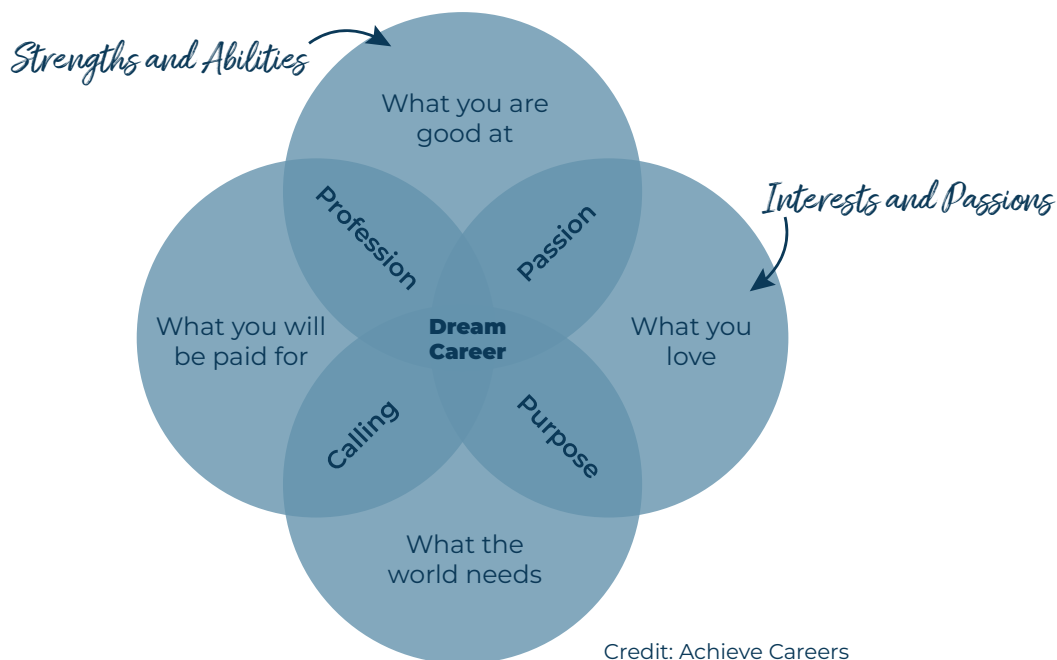 Strengths and Abilities
What you are
good at
Interests and Passions
Profession
Passion
What you will
be paid for
Dream
Career
What you
love
Calling
Purpose
What the
world needs
Credit: Achieve Careers